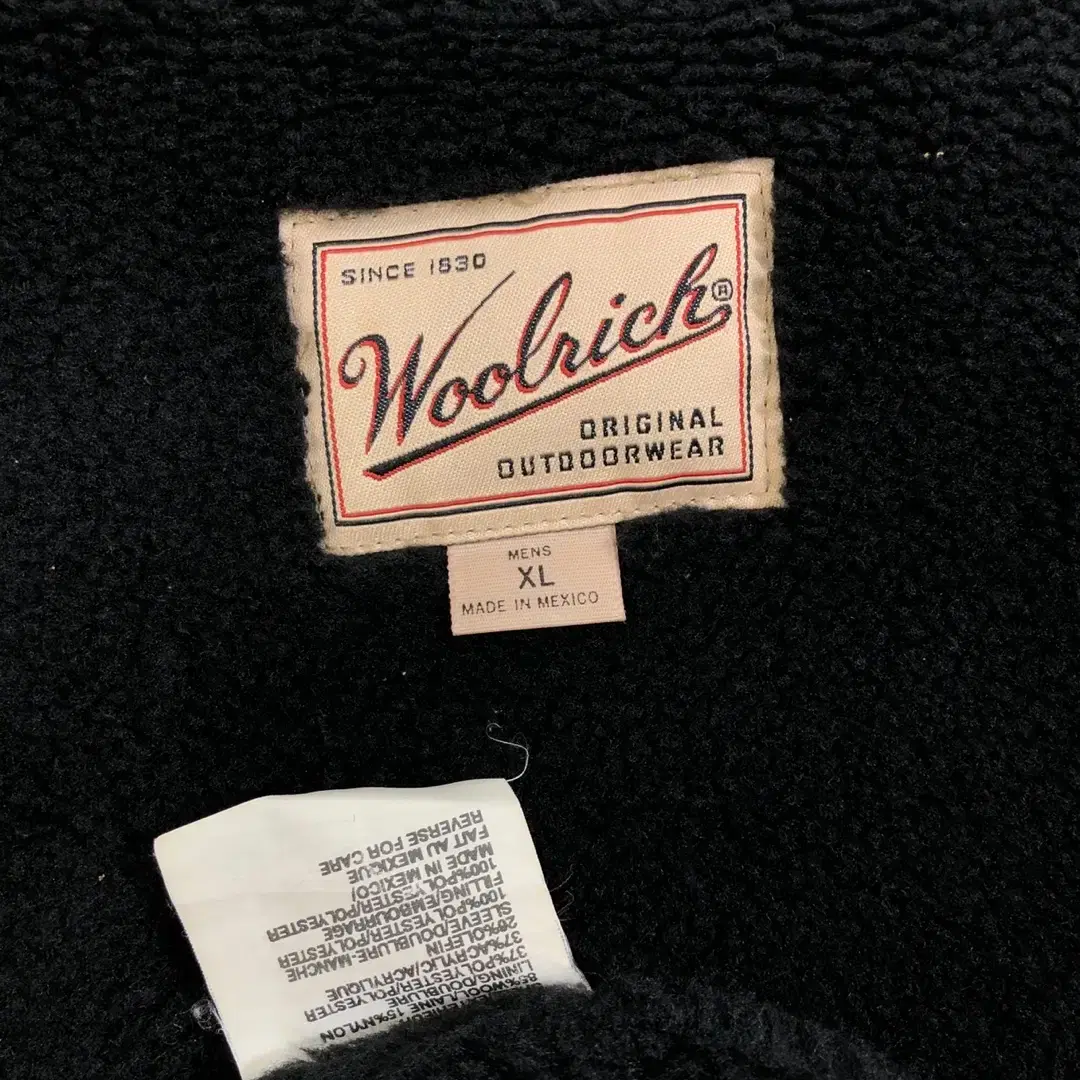 SINCE 1830
Woolrich®
ORIGINAL
OUTDOORWEAR
MENS
XL
MADE IN MEXICO
85%WOOL/LAINE 15%NYLON
LINING/DOUBLURE
37%POLYESTER/POLYESTER
37%ACRYLIC/ACRYLIQUE
26%OLEFIN
SLEEVE/DOUBLURE-MANCHE
100%POLYESTER/POLYESTER
FILLING/EMBOURRAGE
100%POLYESTER/POLYESTER
MADE IN MEXICO/
FAIT AU MEXIQUE
REVERSE FOR CARE